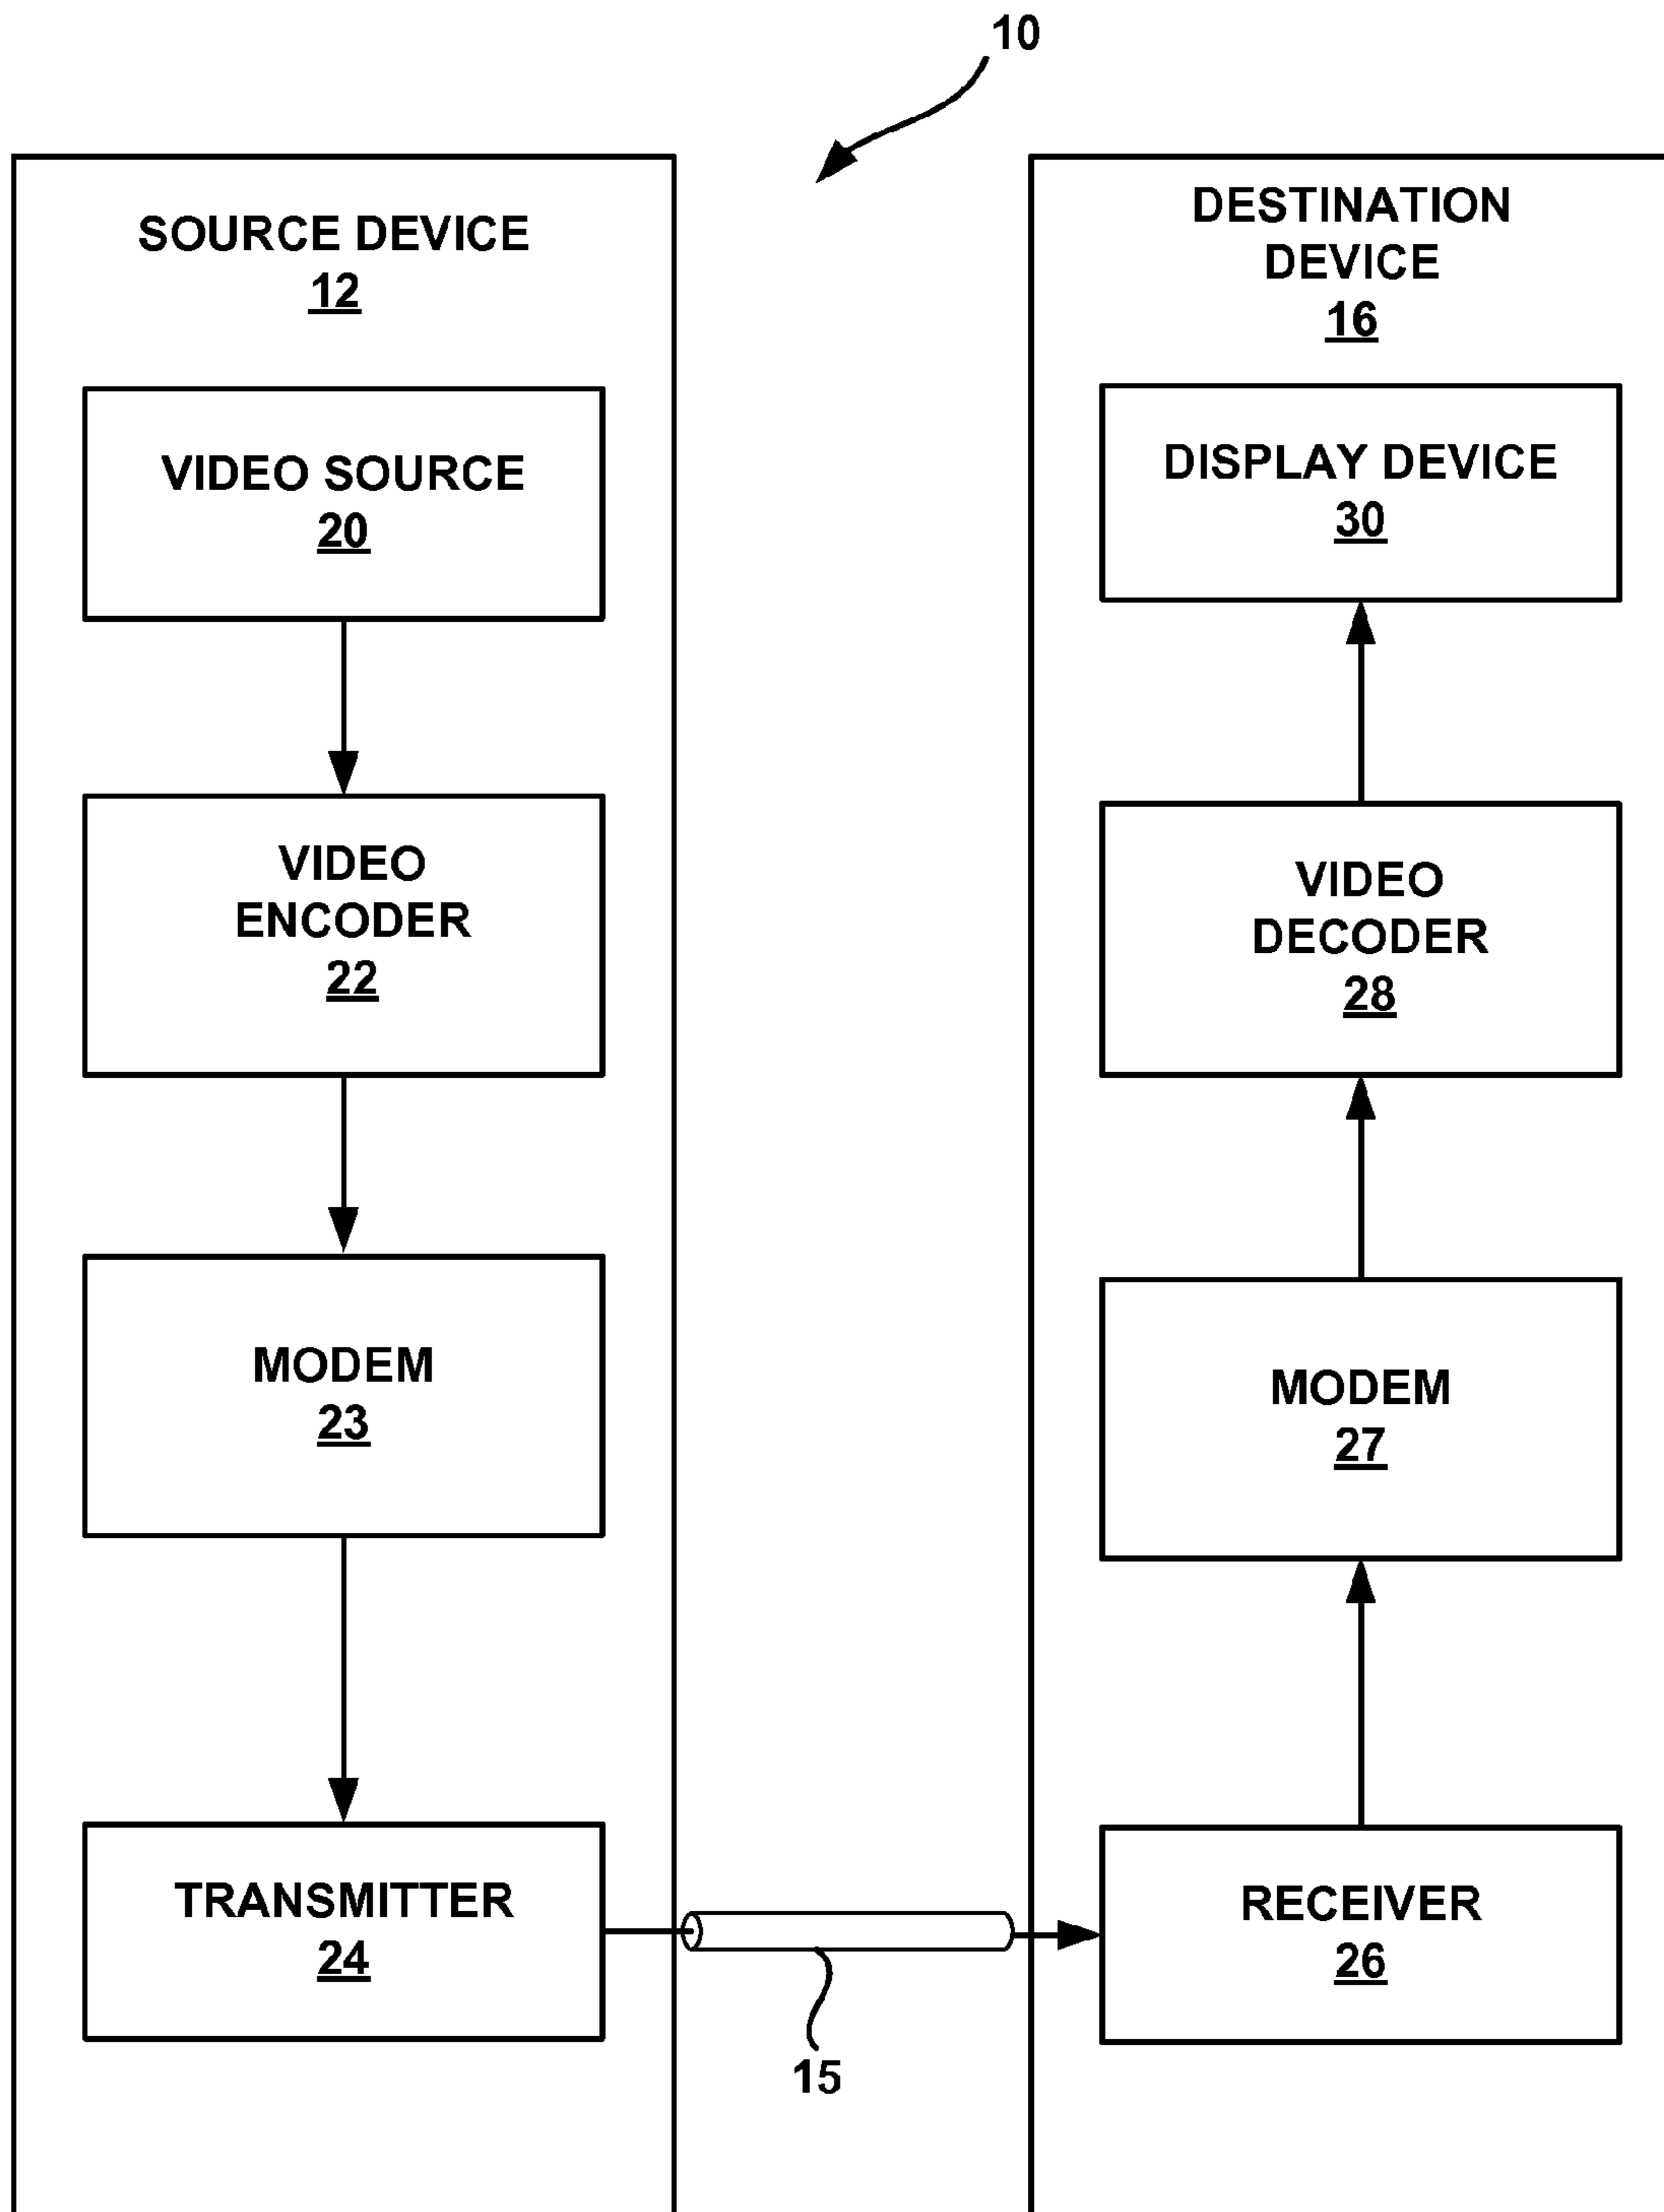 10
SOURCE DEVICE
12
VIDEO SOURCE
20
VIDEO
ENCODER
22
MODEM
23
TRANSMITTER
24
15
DESTINATION
DEVICE
16
DISPLAY DEVICE
30
VIDEO
DECODER
28
MODEM
27
RECEIVER
26